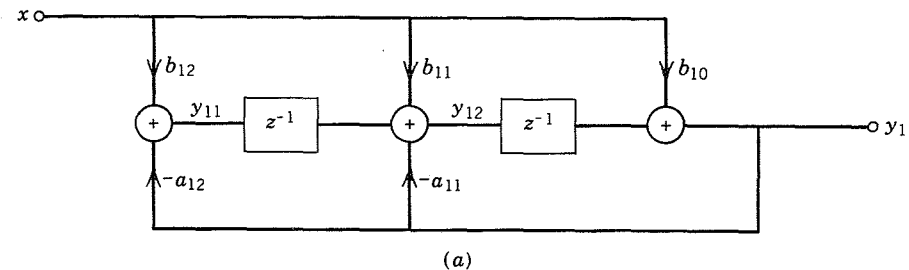 x y₁
b₁₂ b₁₁ b₁₀
+ y₁₁ z⁻¹ + y₁₂ z⁻¹ +
-a₁₂ -a₁₁
(a)